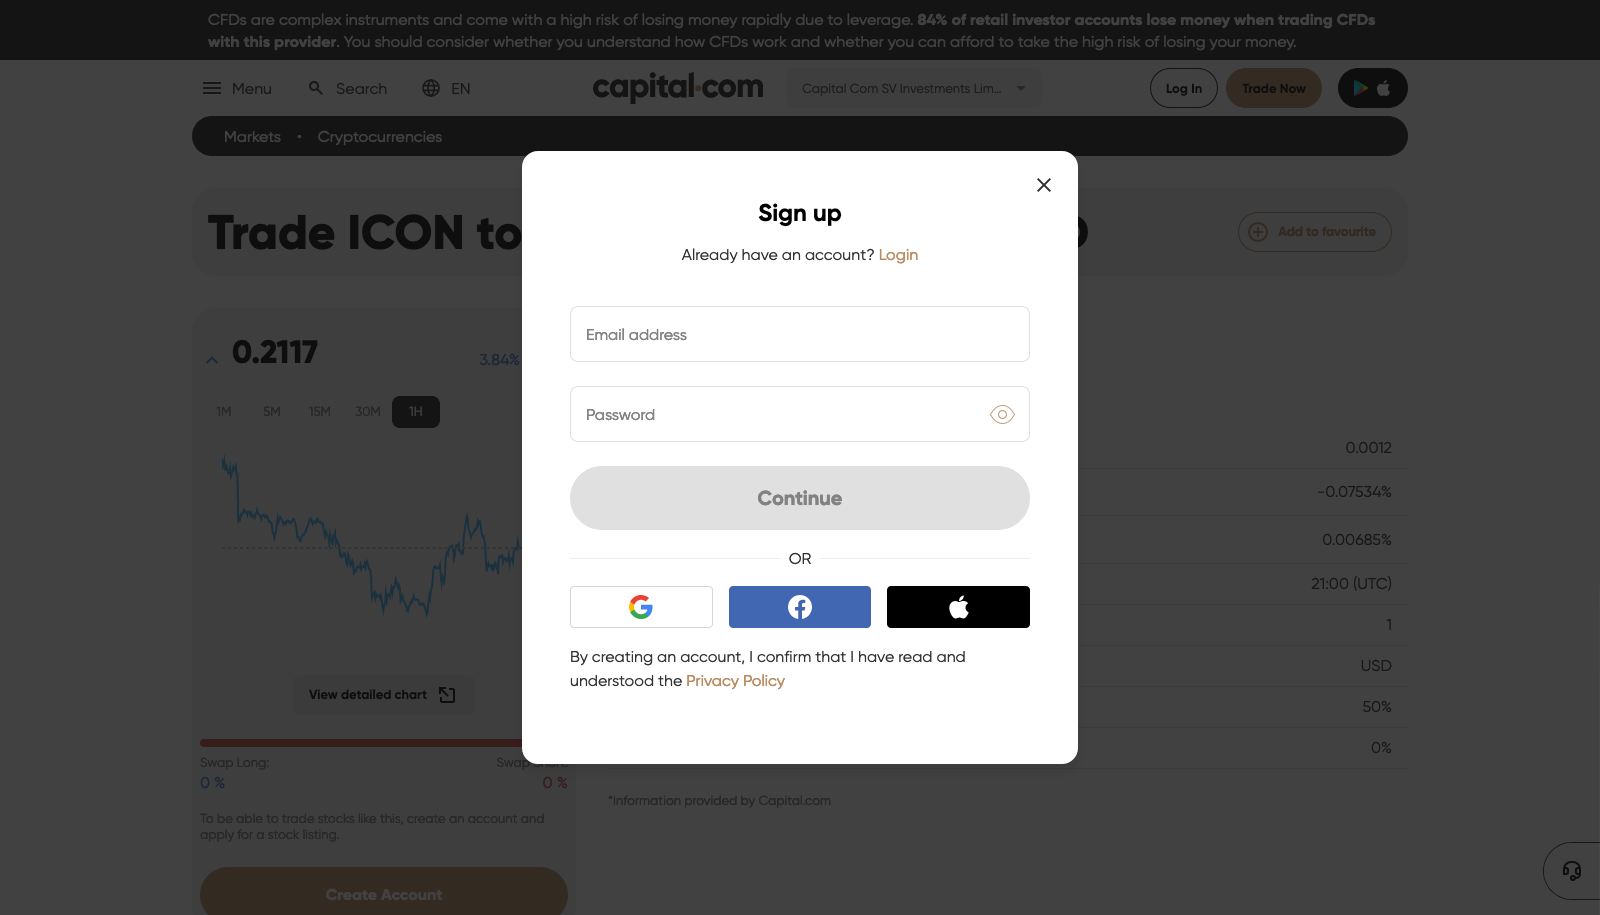 CFDs are complex instruments and come with a high risk of losing money rapidly due to leverage. 84% of retail investor accounts lose money when trading CFDs
with this provider. You should consider whether you understand how CFDs work and whether you can afford to take the high risk of losing your money.
Menu
Search
EN
capital.com
Capital Com SV Investments Lim...
Log In
Trade Now
Markets • Cryptocurrencies
Trade ICON to
Add to favourite
Sign up
Already have an account? Login
Email address
Password
Continue
OR
By creating an account, I confirm that I have read and
understood the Privacy Policy
0.2117
3.84%
1M
5M
15M
30M
1H
View detailed chart
Swap Long:
0 %
Swap Short:
0 %
To be able to trade stocks like this, create an account and
apply for a stock listing.
Create Account
0.0012
-0.07534%
0.00685%
21:00 (UTC)
1
USD
50%
0%
*Information provided by Capital.com